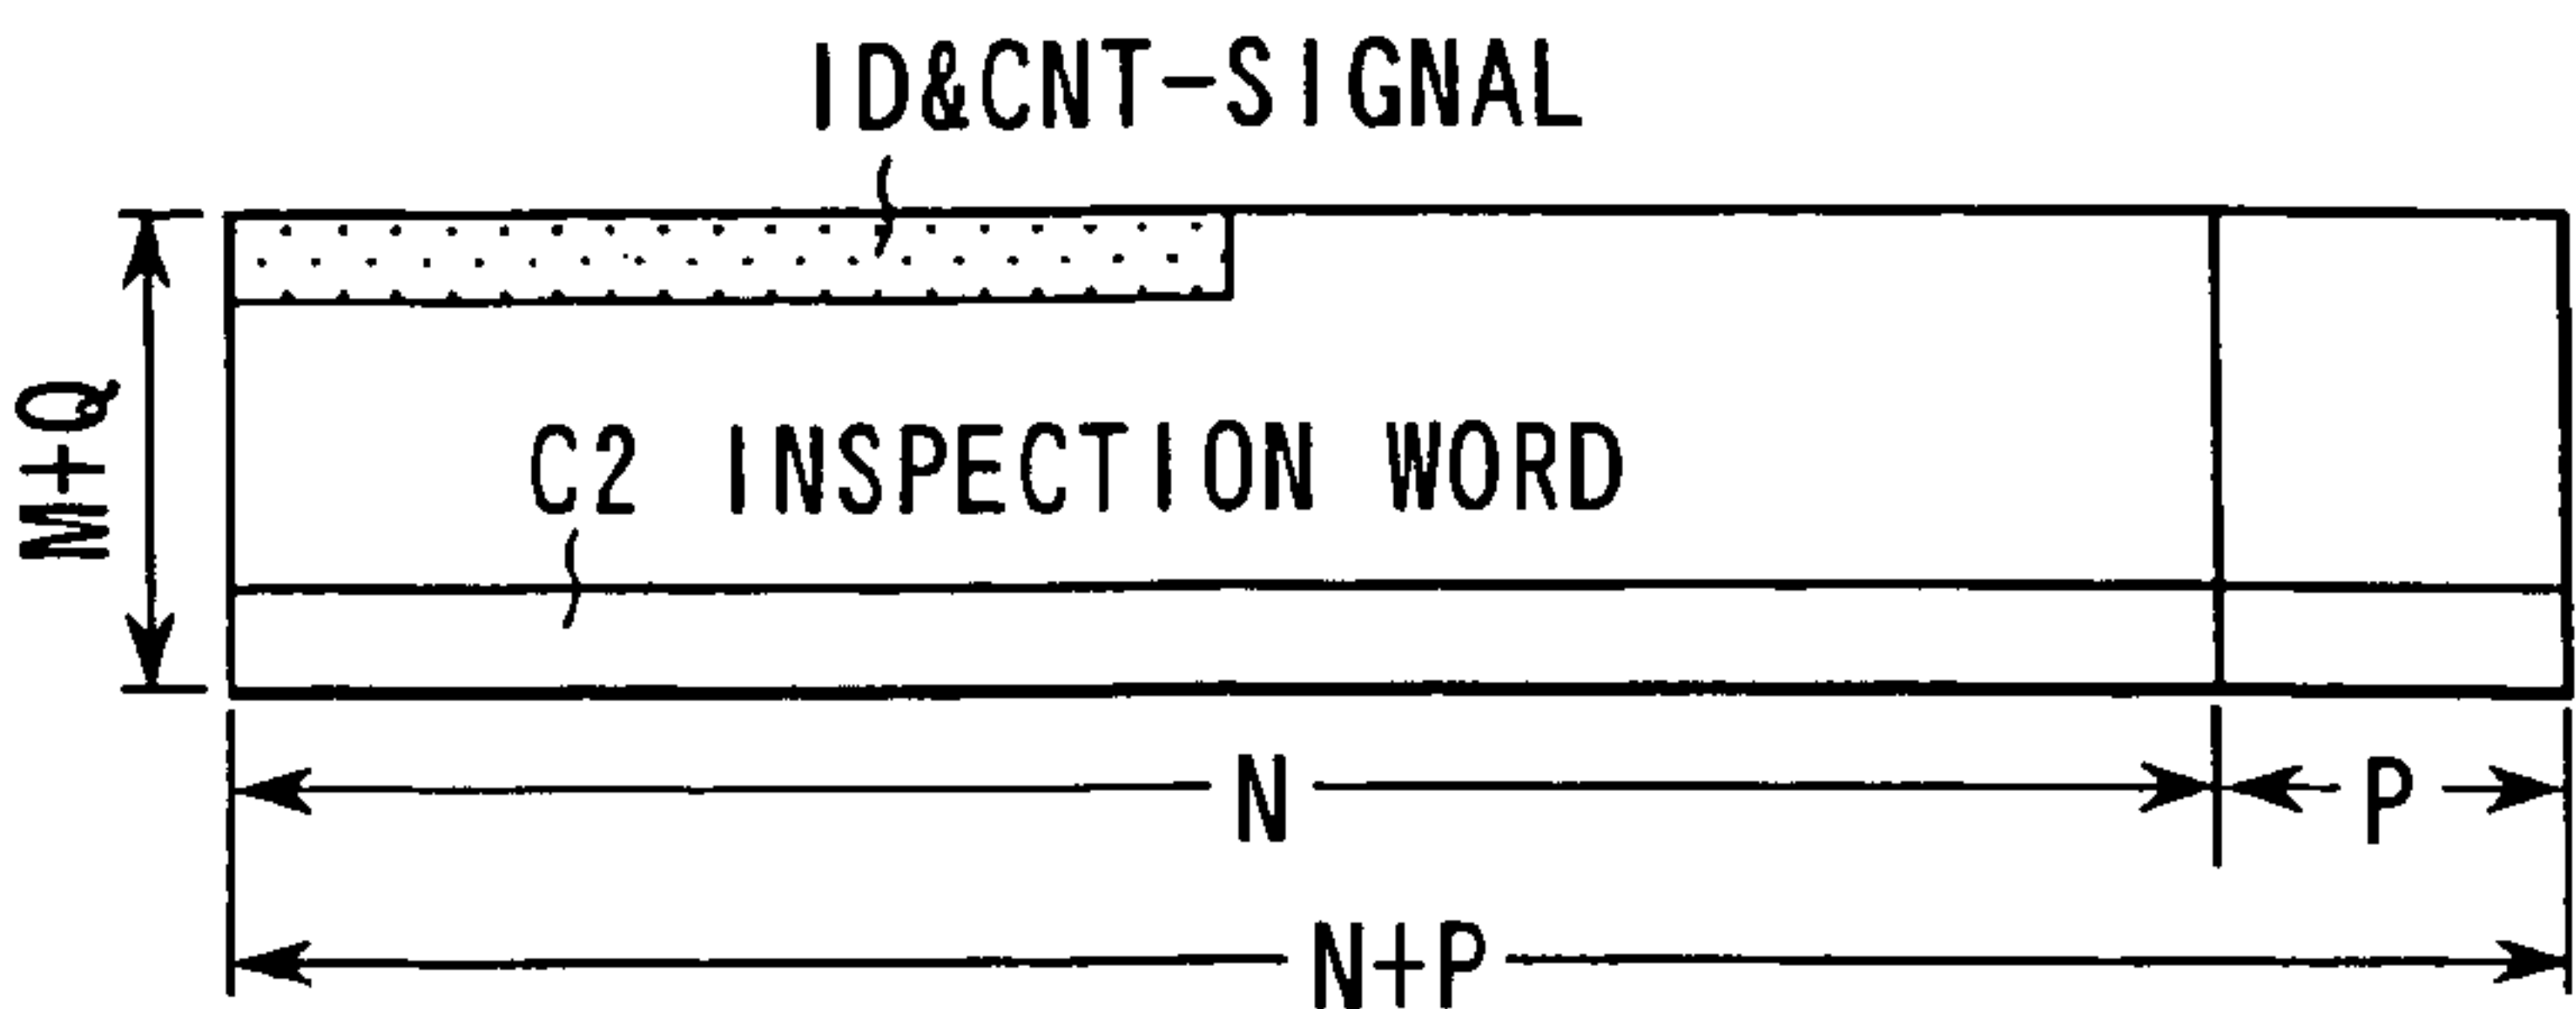 ID&CNT-SIGNAL
M+Q
C2 INSPECTION WORD
N
P
N+P